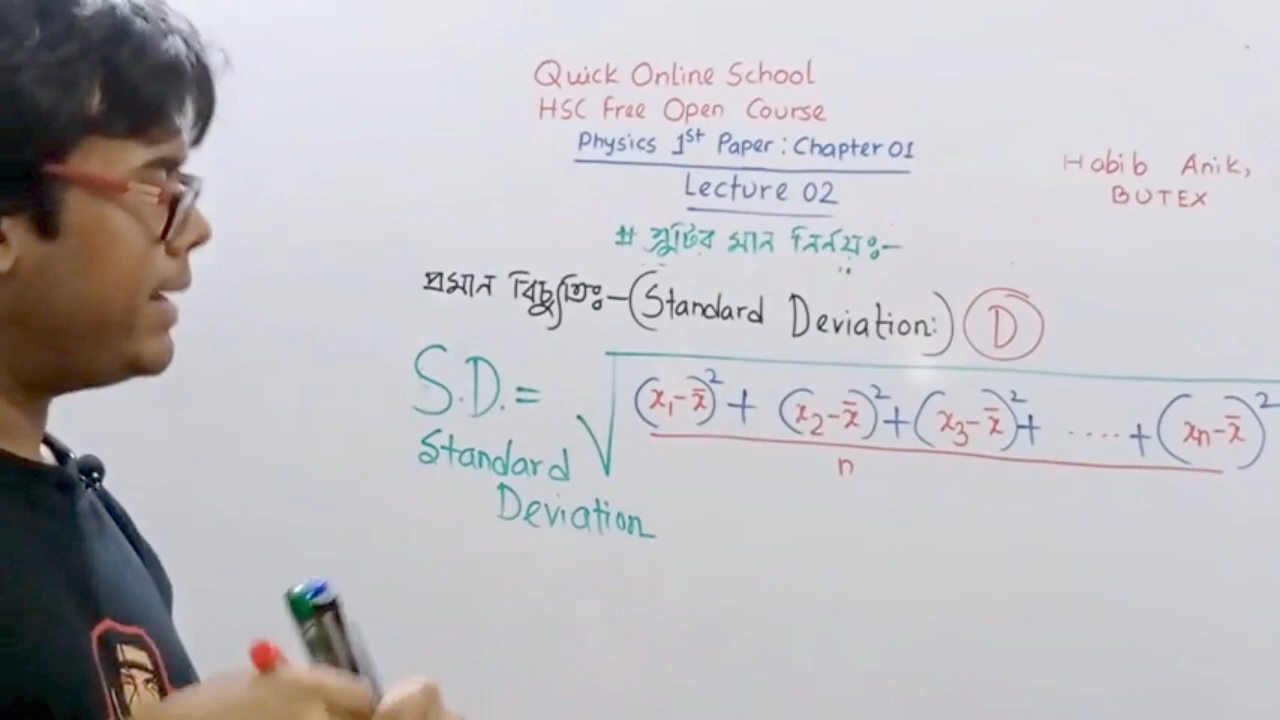 Quick Online School
HSC Free Open Course
Physics 1st Paper : Chapter 01
Lecture 02
Habib Anik,
BUTEX
# ত্রুটির মান নির্নয়ঃ-
প্রমান বিচ্যুতিঃ-(Standard Deviation:) D
S.D. = √((x₁-x̄)² + (x₂-x̄)² + (x₃-x̄)² + ..... + (xₙ-x̄)² / n)
Standard
Deviation